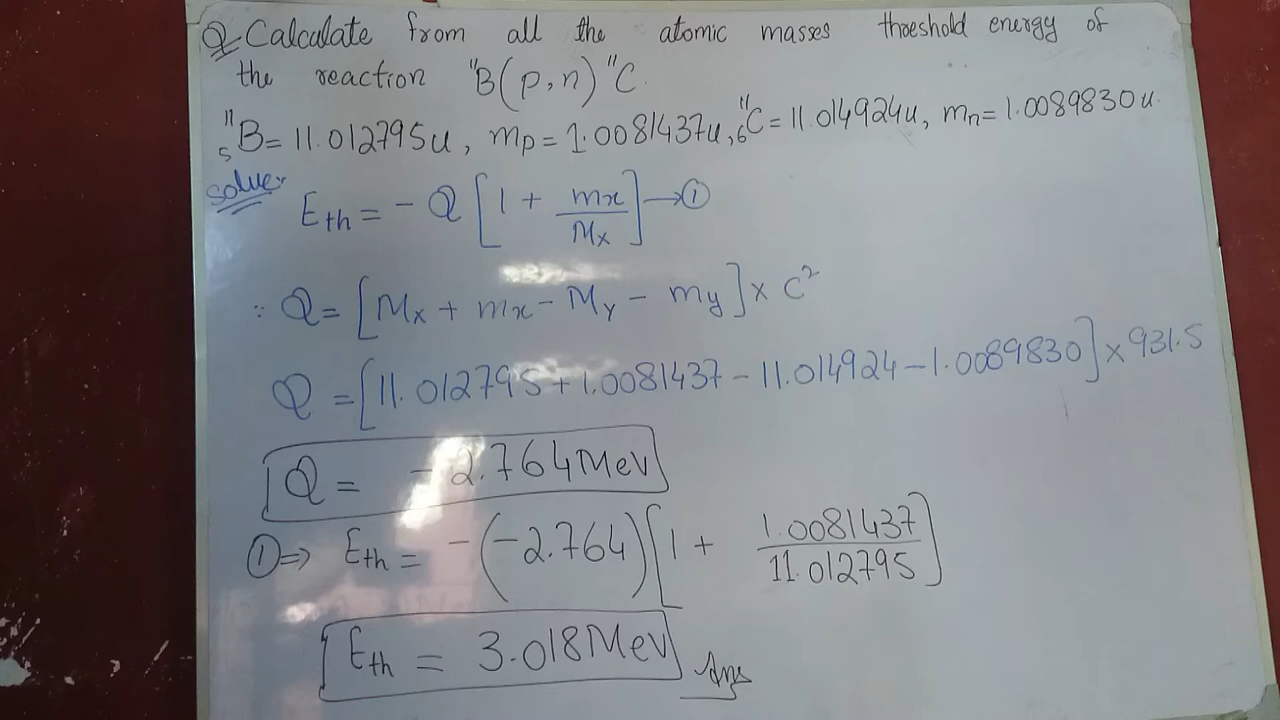 Q Calculate from all the atomic masses threshold energy of
the reaction ¹¹B(p,n) ¹¹C.
¹¹₅B = 11.012795u, mp = 1.0081437u, ¹¹₆C = 11.014924u, mn = 1.0089830u.
Solve:
Eth = - Q [1 + mx/Mx] → ①
∵ Q = [Mx + mx - My - my] × c²
Q = [11.012795 + 1.0081437 - 11.014924 - 1.0089830] × 931.5
Q = -2.764 Mev
① ⇒ Eth = -(-2.764) [1 + 1.0081437/11.012795]
Eth = 3.018 Mev Ans